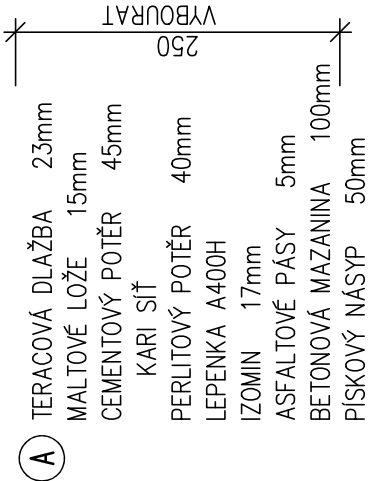 A
TERACOVÁ DLAŽBA 23mm
MALTOVÉ LOŽE 15mm
CEMENTOVÝ POTĚR 45mm
KARI SÍŤ
PERLITOVÝ POTĚR 40mm
LEPENKA A400H
IZOMIN 17mm
ASFALTOVÉ PÁSY 5mm
BETONOVÁ MAZANINA 100mm
PÍSKOVÝ NÁSYP 50mm
250
VYBOURAT